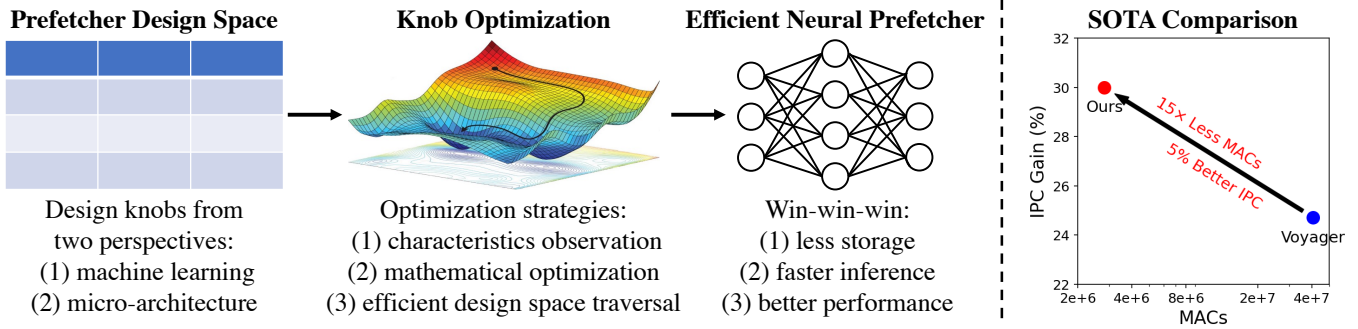 Prefetcher Design Space
Design knobs from
two perspectives:
(1) machine learning
(2) micro-architecture
Knob Optimization
Optimization strategies:
(1) characteristics observation
(2) mathematical optimization
(3) efficient design space traversal
Efficient Neural Prefetcher
Win-win-win:
(1) less storage
(2) faster inference
(3) better performance
SOTA Comparison
IPC Gain (%)
32
30
28
26
24
22
Ours
15× Less MACs
5% Better IPC
Voyager
2e+6 4e+6 8e+6 2e+7 4e+7
MACs